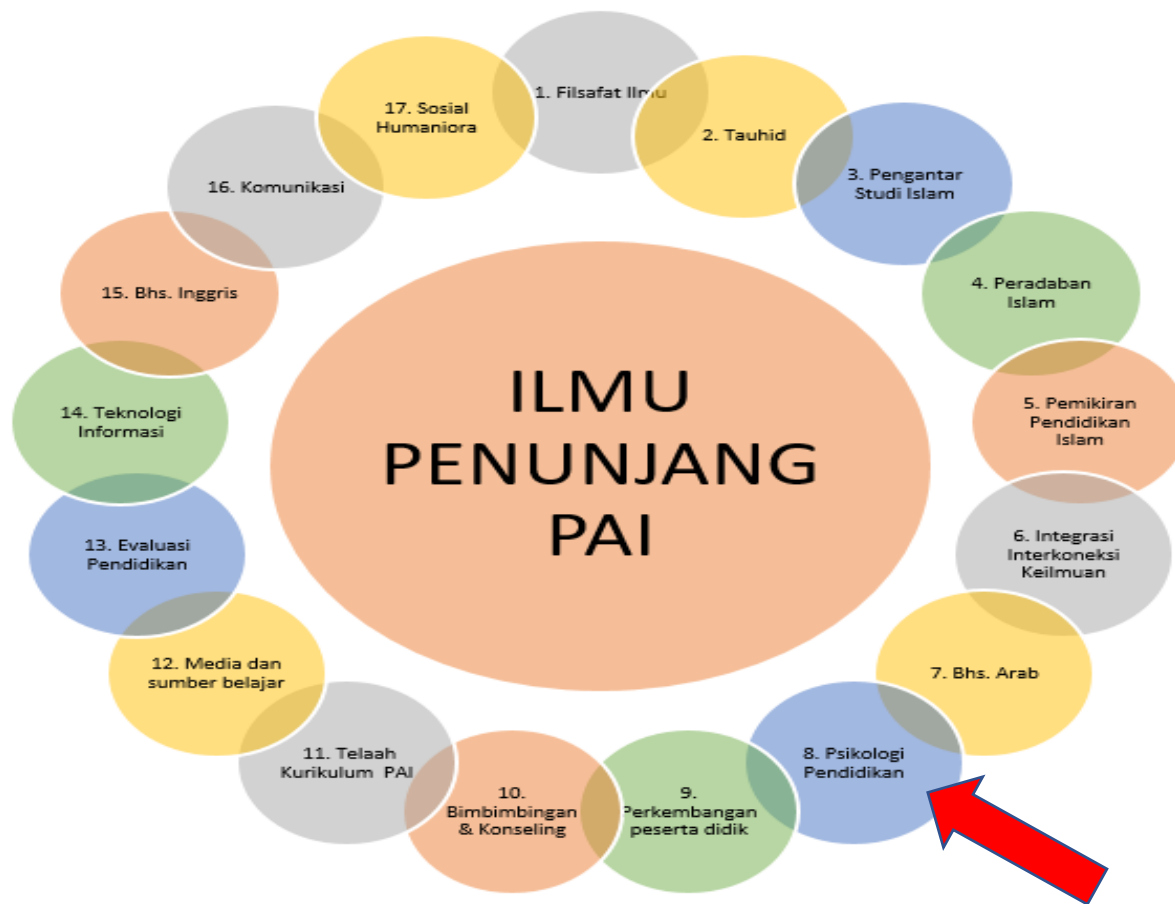 1. Filsafat Ilmu
2. Tauhid
3. Pengantar
Studi Islam
4. Peradaban
Islam
5. Pemikiran
Pendidikan
Islam
6. Integrasi
Interkoneksi
Keilmuan
7. Bhs. Arab
8. Psikologi
Pendidikan
9.
Perkembangan
peserta didik
10.
Bimbimbingan
& Konseling
11. Telaah
Kurikulum PAI
12. Media dan
sumber belajar
13. Evaluasi
Pendidikan
14. Teknologi
Informasi
15. Bhs. Inggris
16. Komunikasi
17. Sosial
Humaniora
ILMU
PENUNJANG
PAI